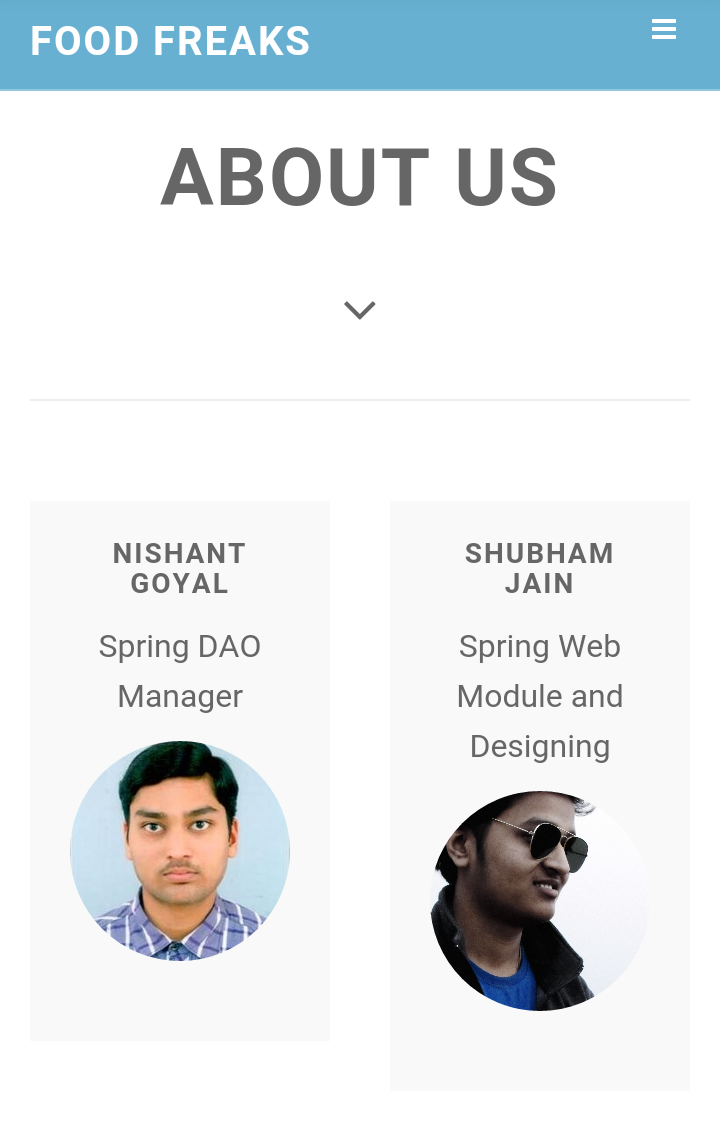 FOOD FREAKS
ABOUT US
NISHANT
GOYAL
Spring DAO
Manager
SHUBHAM
JAIN
Spring Web
Module and
Designing